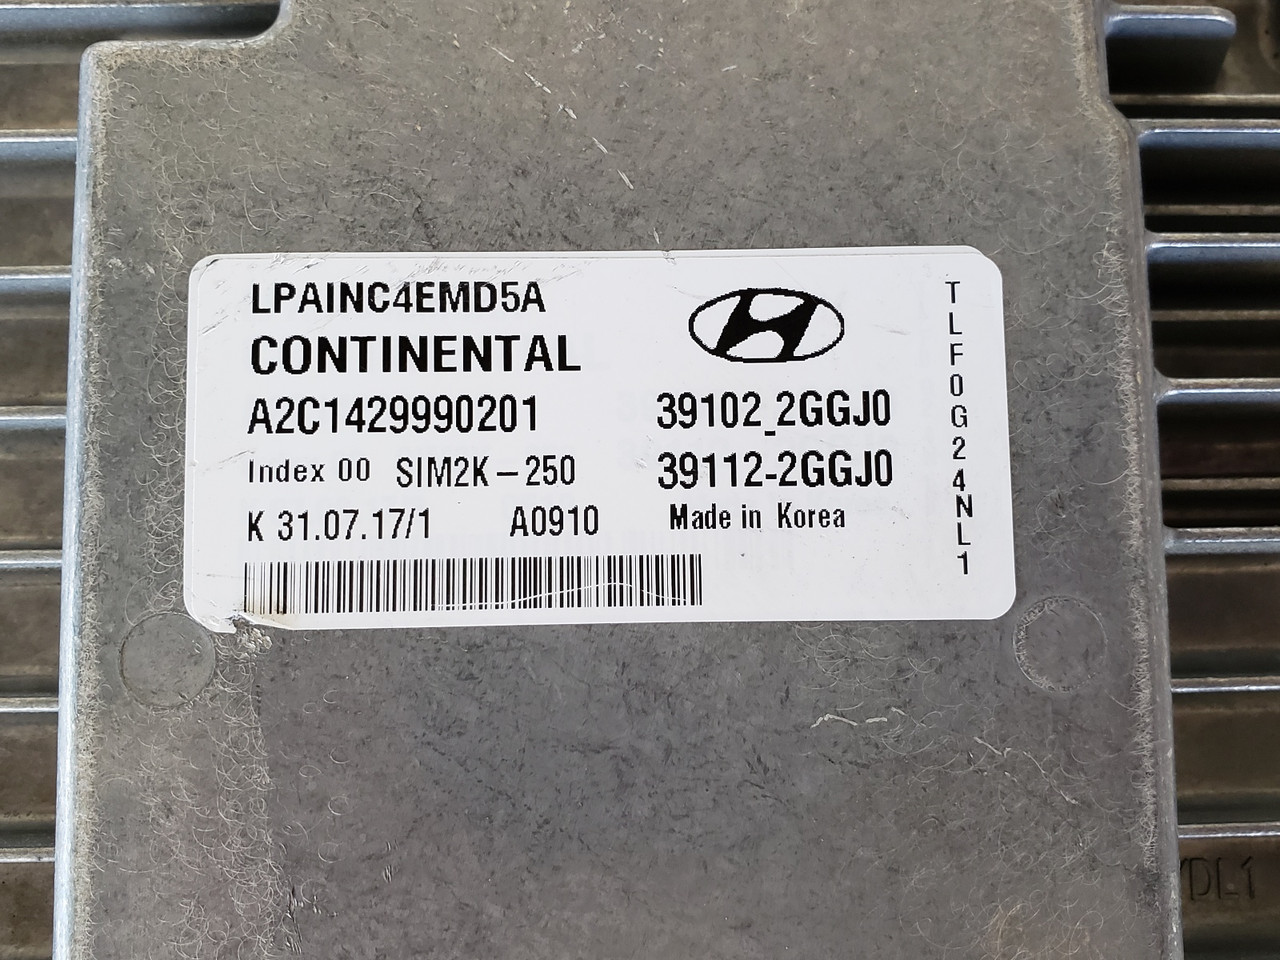 LPAINC4EMD5A
CONTINENTAL
A2C1429990201
39102_2GGJ0
Index 00 SIM2K-250
39112-2GGJ0
K 31.07.17/1 A0910
Made in Korea
TLF0G24NL1
DL1